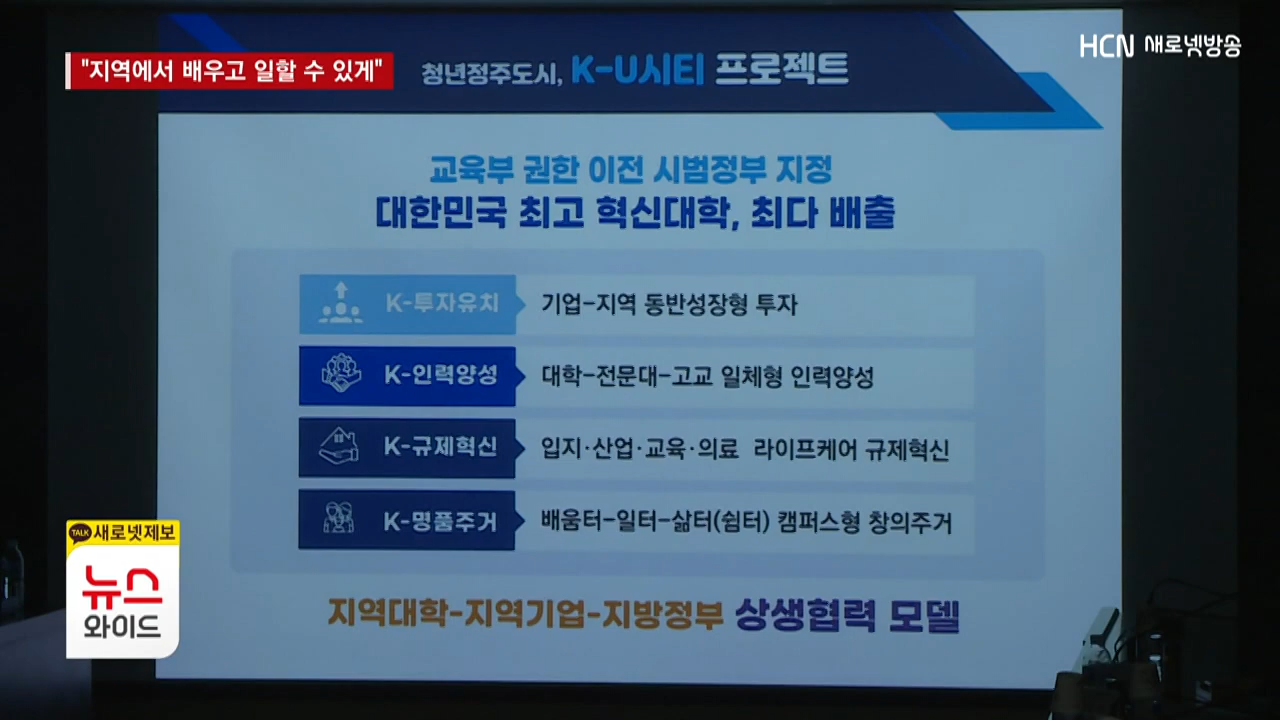 HCN 새로넷방송
"지역에서 배우고 일할 수 있게"
청년정주도시, K-U시티 프로젝트
교육부 권한 이전 시범정부 지정
대한민국 최고 혁신대학, 최다 배출
K-투자유치 기업-지역 동반성장형 투자
K-인력양성 대학-전문대-고교 일체형 인력양성
K-규제혁신 입지·산업·교육·의료 라이프케어 규제혁신
K-명품주거 배움터-일터-삶터(쉼터) 캠퍼스형 창의주거
지역대학-지역기업-지방정부 상생협력 모델
TALK 새로넷제보
뉴스
와이드